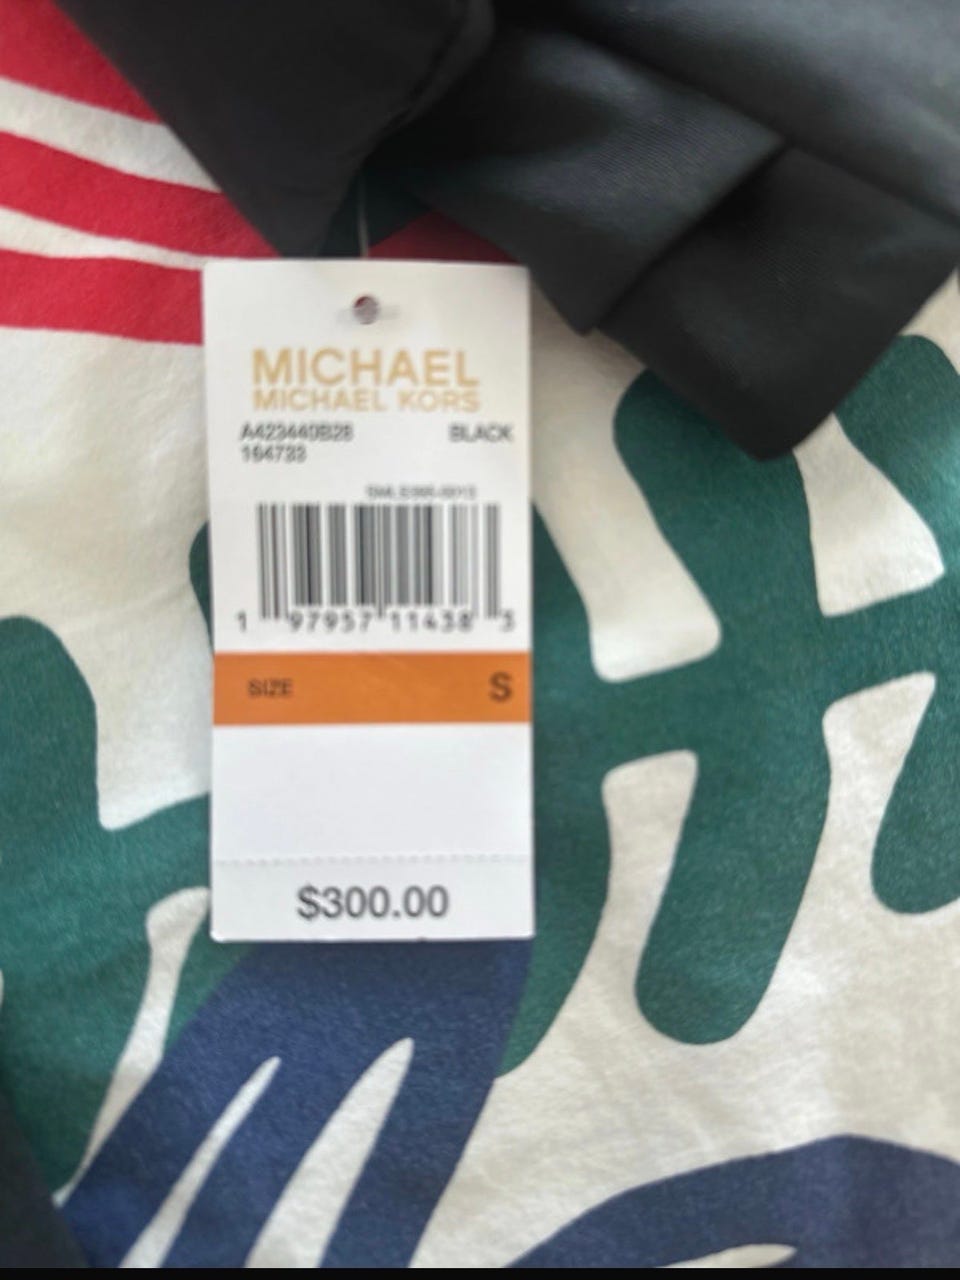 MICHAEL
MICHAEL KORS
A423440B28 BLACK
164733
1 97957 11438 3
SIZE S
$300.00